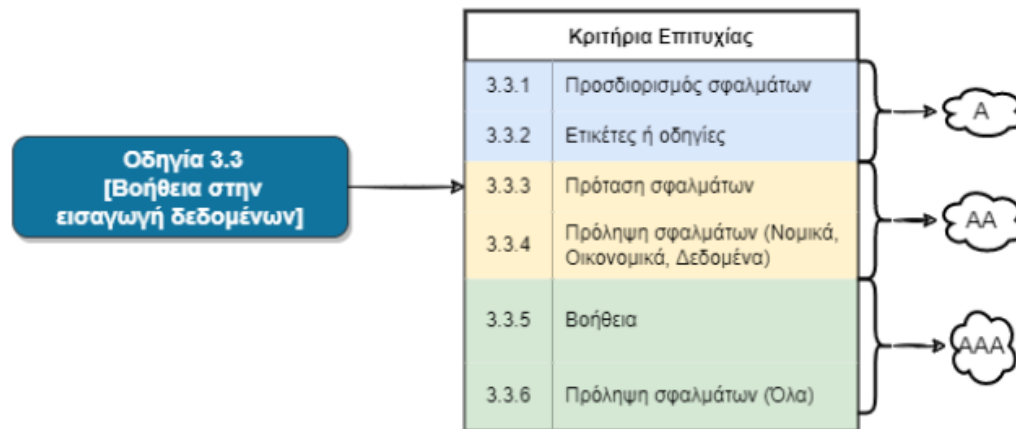 Οδηγία 3.3
[Βοήθεια στην
εισαγωγή δεδομένων]
Κριτήρια Επιτυχίας
3.3.1 Προσδιορισμός σφαλμάτων
3.3.2 Ετικέτες ή οδηγίες
A
3.3.3 Πρόταση σφαλμάτων
3.3.4 Πρόληψη σφαλμάτων (Νομικά,
Οικονομικά, Δεδομένα)
AA
3.3.5 Βοήθεια
3.3.6 Πρόληψη σφαλμάτων (Όλα)
AAA